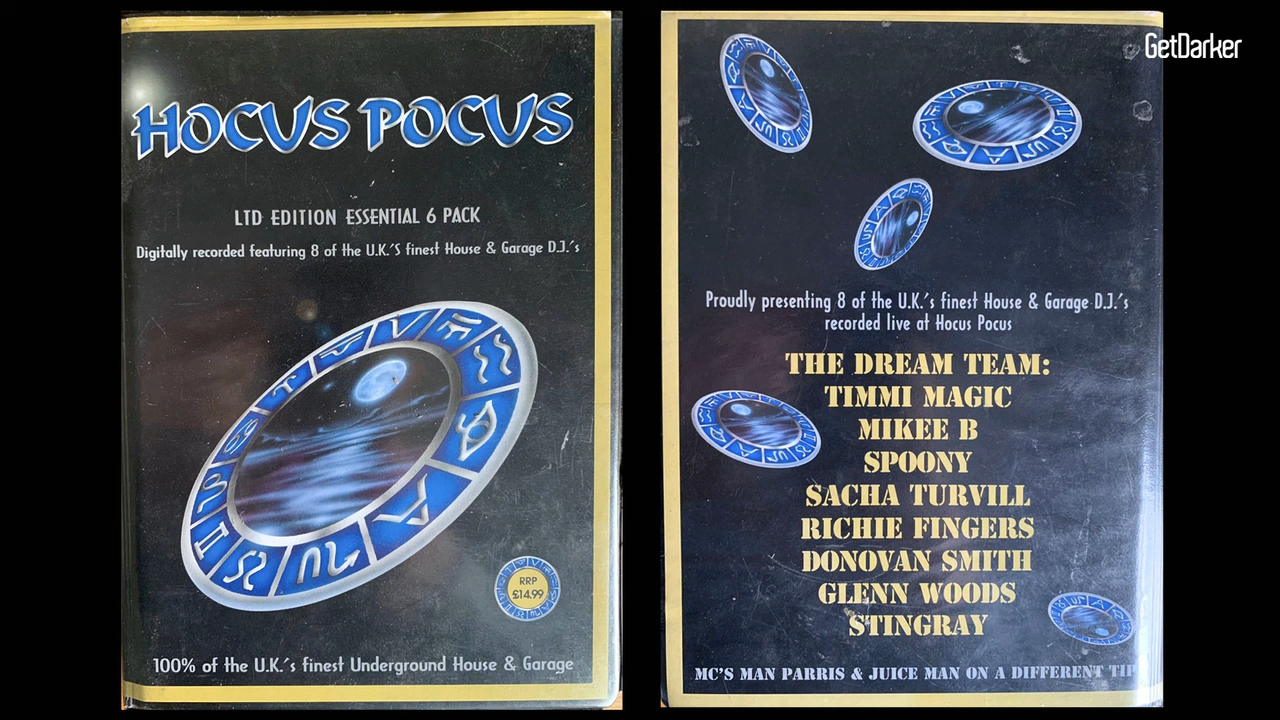 HOCUS POCUS
LTD EDITION ESSENTIAL 6 PACK
Digitally recorded featuring 8 of the U.K.'S finest House & Garage D.J.'s
RRP
£14.99
100% of the U.K.'s finest Underground House & Garage
GetDarker
Proudly presenting 8 of the U.K.'s finest House & Garage D.J.'s
recorded live at Hocus Pocus
THE DREAM TEAM:
TIMMI MAGIC
MIKEE B
SPOONY
SACHA TURVILL
RICHIE FINGERS
DONOVAN SMITH
GLENN WOODS
STINGRAY
MC'S MAN PARRIS & JUICE MAN ON A DIFFERENT TIP